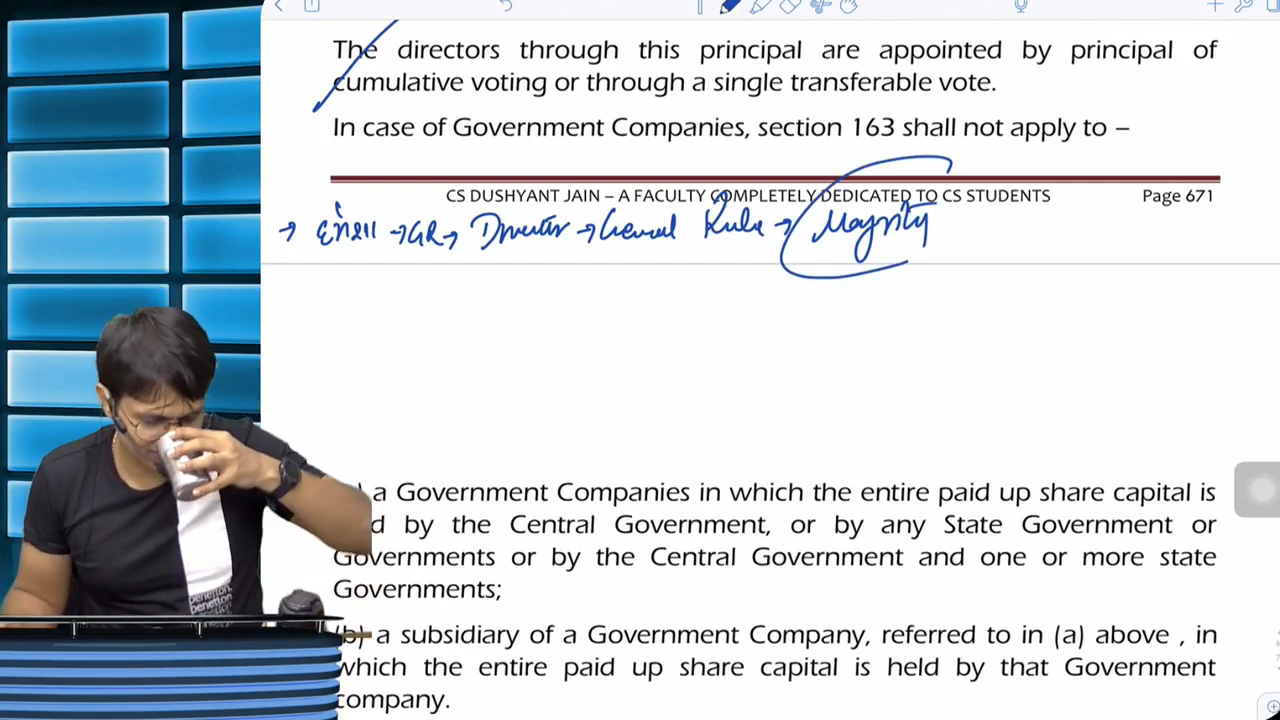 The directors through this principal are appointed by principal of
cumulative voting or through a single transferable vote.
In case of Government Companies, section 163 shall not apply to –
CS DUSHYANT JAIN – A FACULTY COMPLETELY DEDICATED TO CS STUDENTS Page 671
→ GR → Director → General Rule → Majority
a Government Companies in which the entire paid up share capital is
by the Central Government, or by any State Government or
Governments or by the Central Government and one or more state
Governments;
(b) a subsidiary of a Government Company, referred to in (a) above , in
which the entire paid up share capital is held by that Government
company.
benetton
benetton